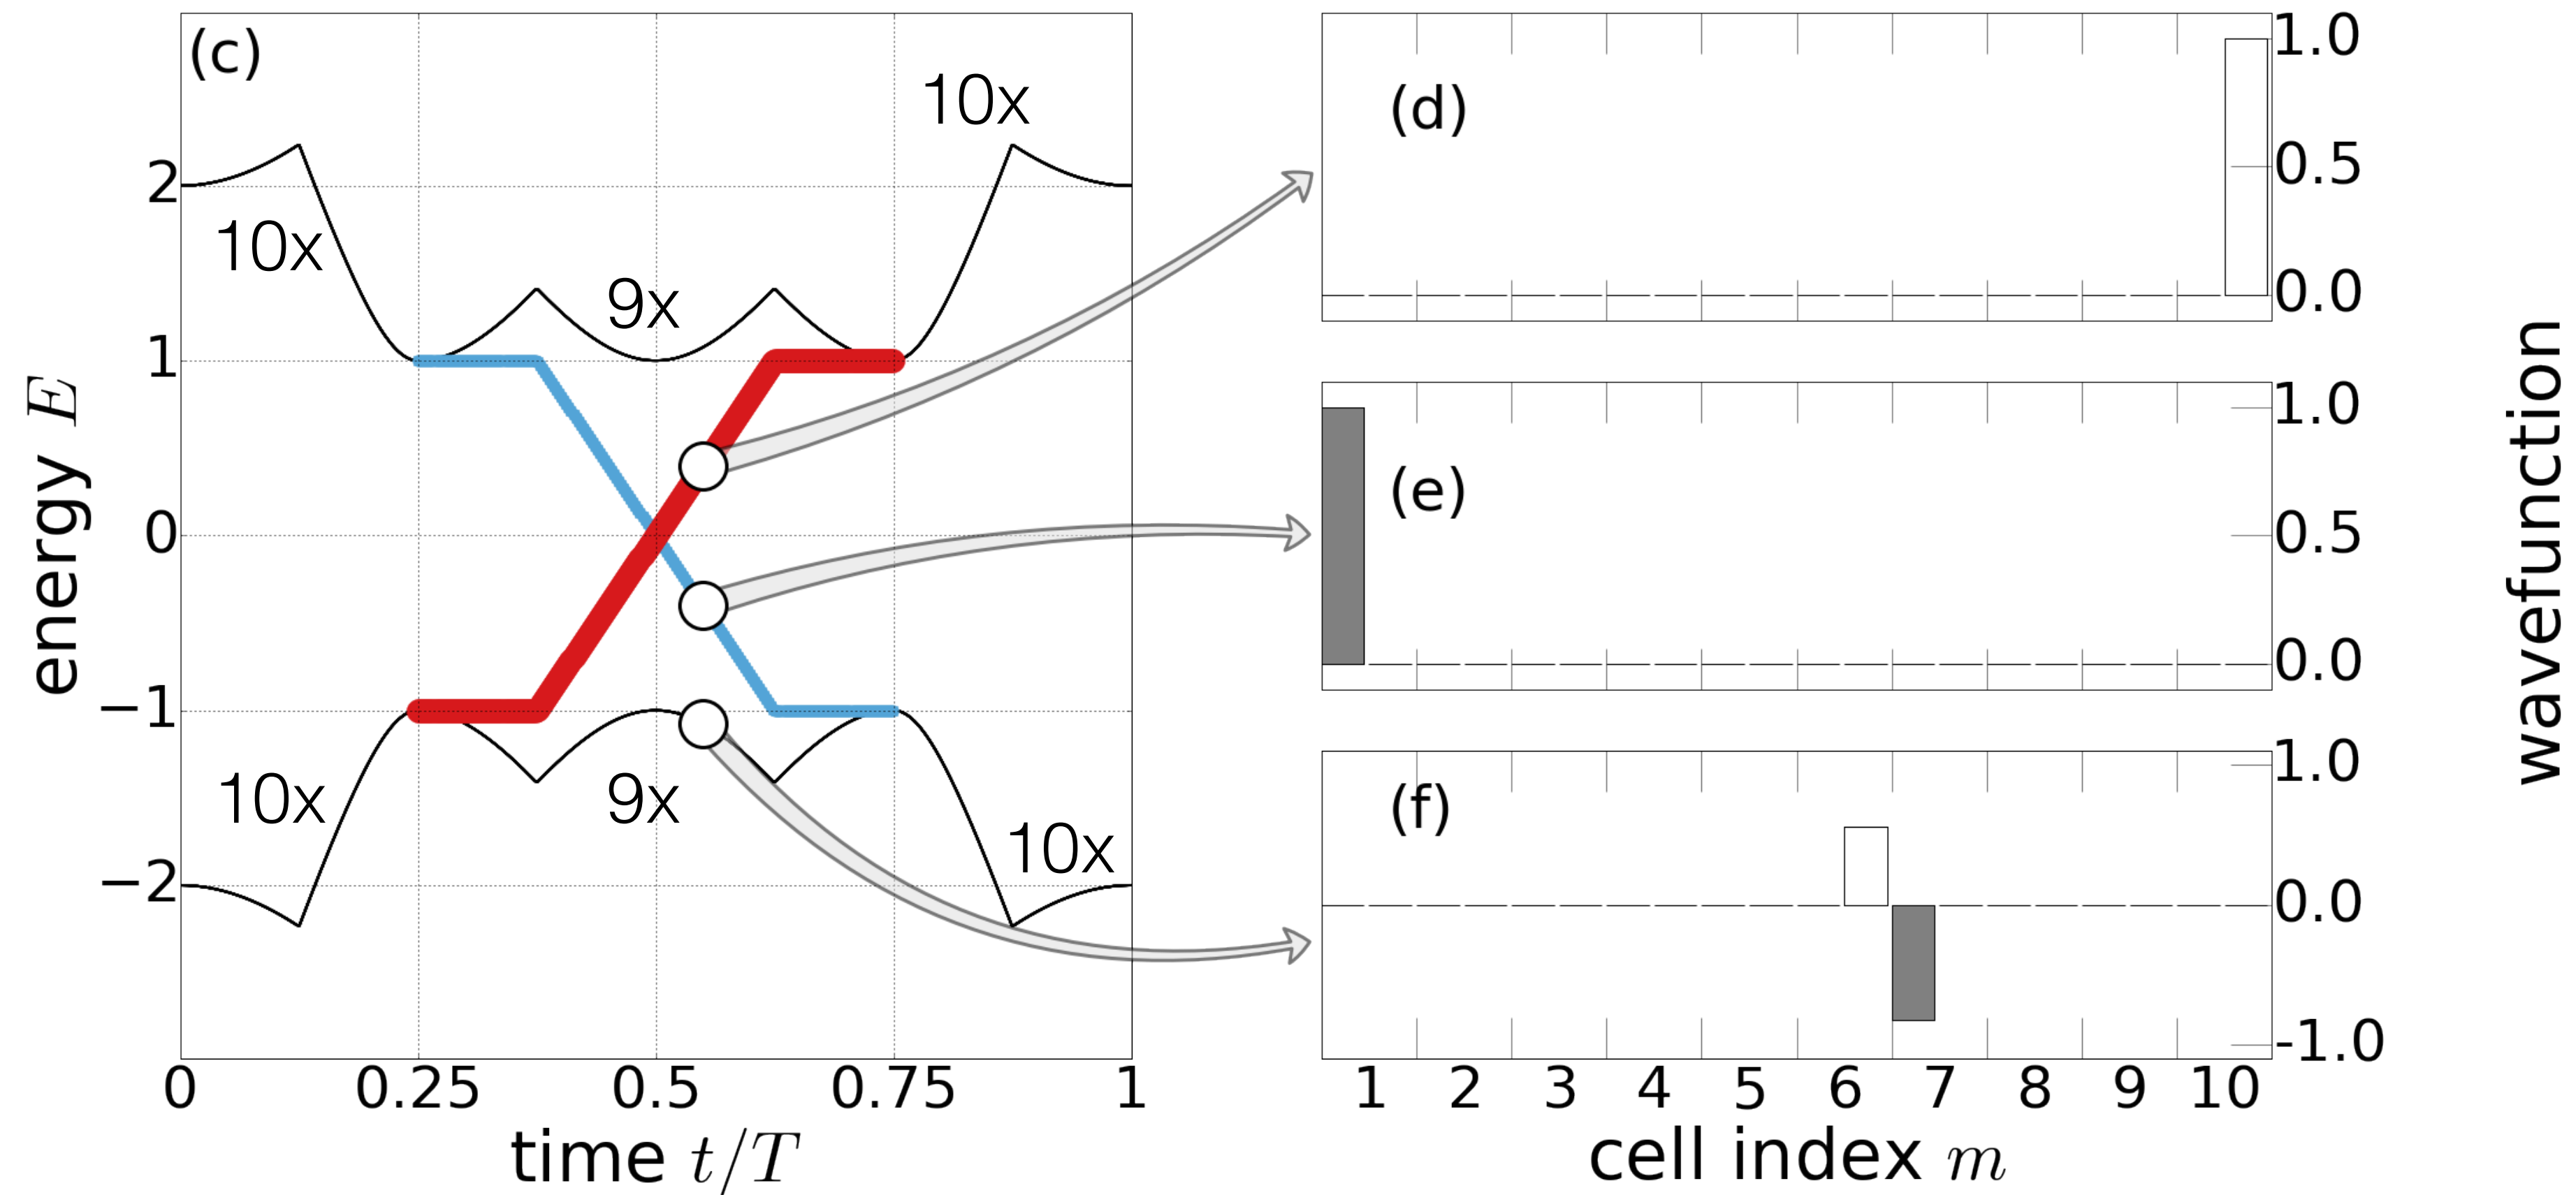 (c)
10x
10x
9x
10x
9x
10x
2
1
0
−1
−2
energy E
0 0.25 0.5 0.75 1
time t/T
(d)
1.0
0.5
0.0
(e)
1.0
0.5
0.0
(f)
1.0
0.0
-1.0
1 2 3 4 5 6 7 8 9 10
cell index m
wavefunction